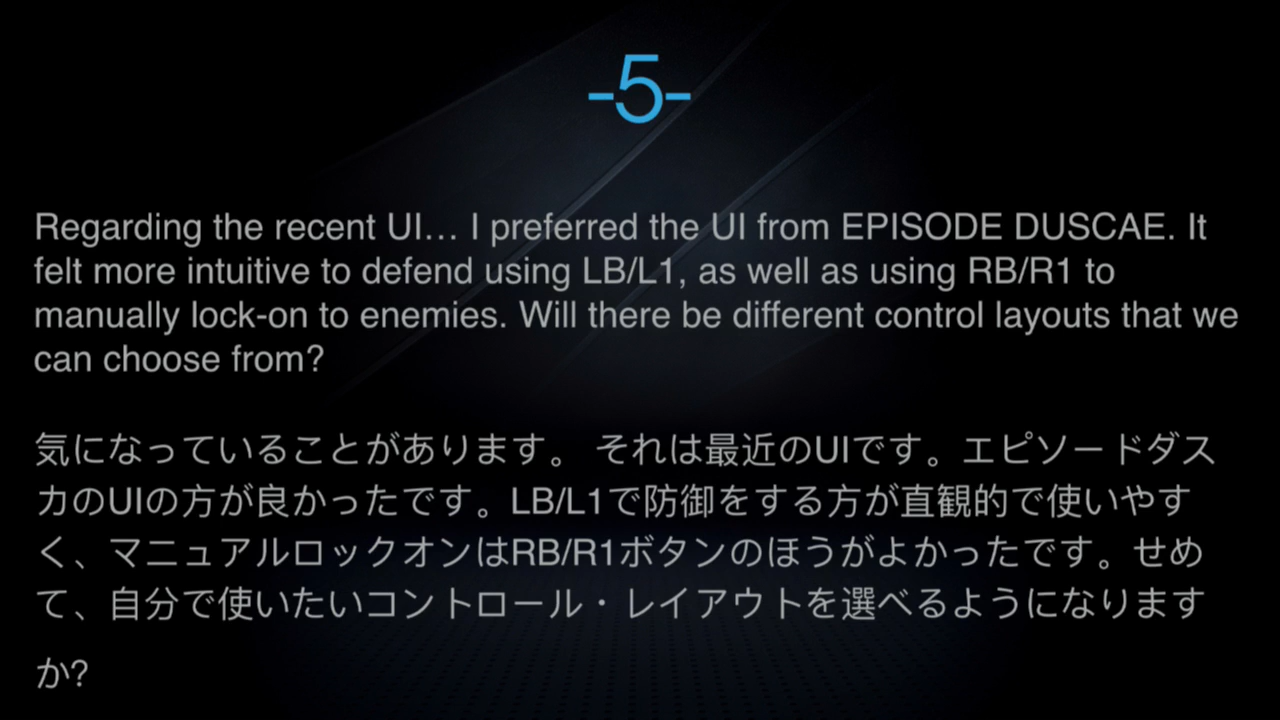 -5-
Regarding the recent UI… I preferred the UI from EPISODE DUSCAE. It
felt more intuitive to defend using LB/L1, as well as using RB/R1 to
manually lock-on to enemies. Will there be different control layouts that we
can choose from?
気になっていることがあります。 それは最近のUIです。エピソードダス
カのUIの方が良かったです。LB/L1で防御をする方が直観的で使いやす
く、マニュアルロックオンはRB/R1ボタンのほうがよかったです。せめ
て、自分で使いたいコントロール・レイアウトを選べるようになります
か?